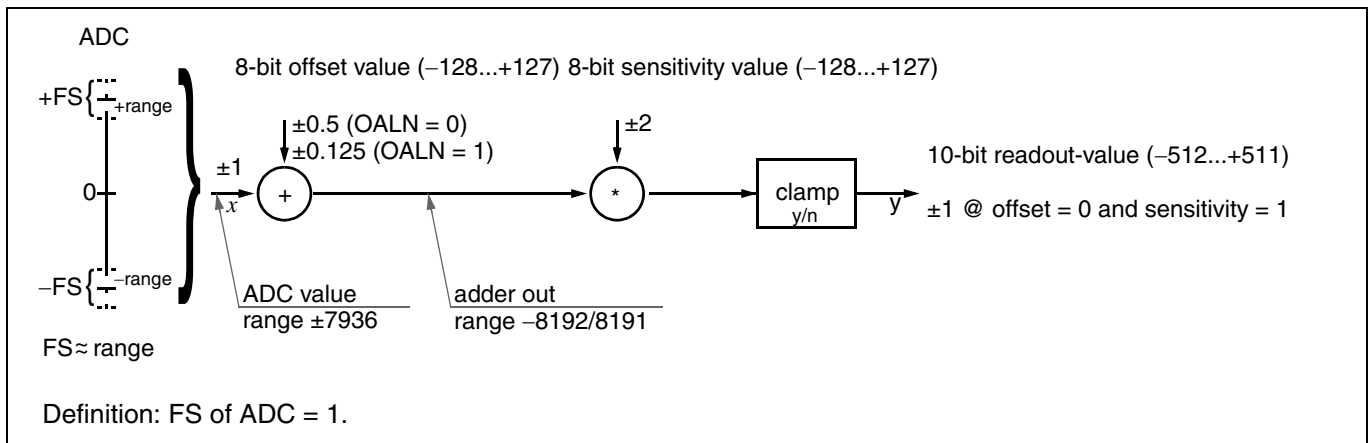 ADC
8-bit offset value (−128...+127) 8-bit sensitivity value (−128...+127)
+FS{
+range
±0.5 (OALN = 0)
±0.125 (OALN = 1)
±2
±1
10-bit readout-value (−512...+511)
0
x
+
*
clamp
y/n
y
±1 @ offset = 0 and sensitivity = 1
−FS{
−range
ADC value
range ±7936
adder out
range −8192/8191
FS≈ range
Definition: FS of ADC = 1.